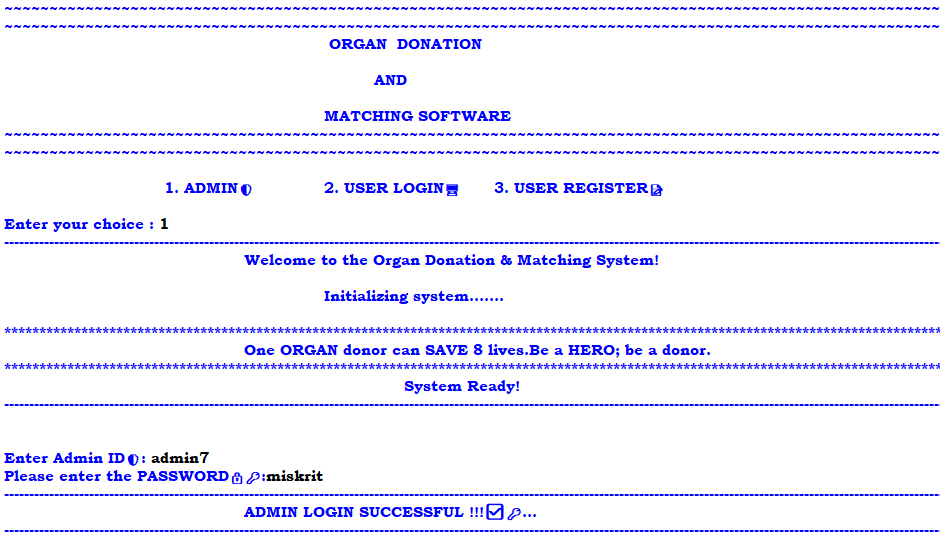 ~~~~~~~~~~~~~~~~~~~~~~~~~~~~~~~~~~~~~~~~~~~~~~~~~~~~~~~~~~~~~~~~~~~~~~~~~~~~~~~~~~~~~~~~~~~~~~~~~~~~~~~~
~~~~~~~~~~~~~~~~~~~~~~~~~~~~~~~~~~~~~~~~~~~~~~~~~~~~~~~~~~~~~~~~~~~~~~~~~~~~~~~~~~~~~~~~~~~~~~~~~~~~~~~~
ORGAN  DONATION
AND
MATCHING SOFTWARE
~~~~~~~~~~~~~~~~~~~~~~~~~~~~~~~~~~~~~~~~~~~~~~~~~~~~~~~~~~~~~~~~~~~~~~~~~~~~~~~~~~~~~~~~~~~~~~~~~~~~~~~~
~~~~~~~~~~~~~~~~~~~~~~~~~~~~~~~~~~~~~~~~~~~~~~~~~~~~~~~~~~~~~~~~~~~~~~~~~~~~~~~~~~~~~~~~~~~~~~~~~~~~~~~~
1. ADMIN🌓 2. USER LOGIN💻 3. USER REGISTER📝
Enter your choice : 1
--------------------------------------------------------------------------------------------------------------
Welcome to the Organ Donation & Matching System!
Initializing system.......
**************************************************************************************************************
One ORGAN donor can SAVE 8 lives.Be a HERO; be a donor.
**************************************************************************************************************
System Ready!
--------------------------------------------------------------------------------------------------------------
Enter Admin ID🌓: admin7
Please enter the PASSWORD🔒🔑:miskrit
--------------------------------------------------------------------------------------------------------------
ADMIN LOGIN SUCCESSFUL !!!☑🔑...
--------------------------------------------------------------------------------------------------------------